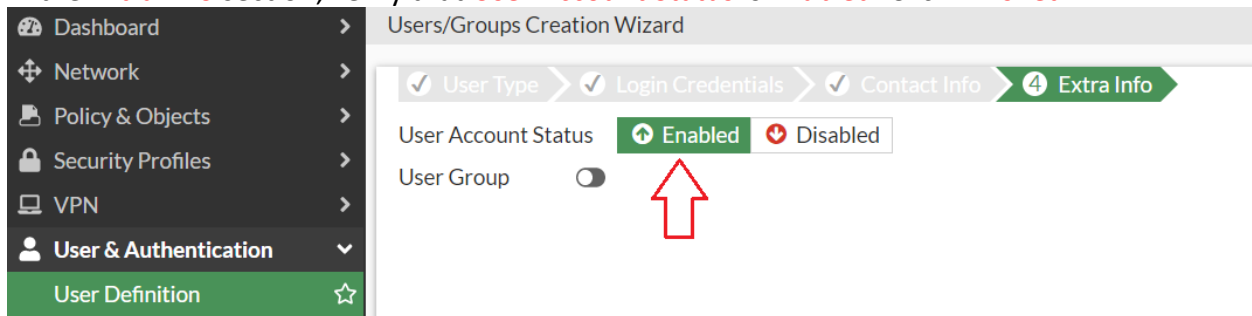 Dashboard
Users/Groups Creation Wizard
Network
User Type
Login Credentials
Contact Info
4 Extra Info
Policy & Objects
User Account Status
Enabled
Disabled
Security Profiles
User Group
VPN
User & Authentication
User Definition